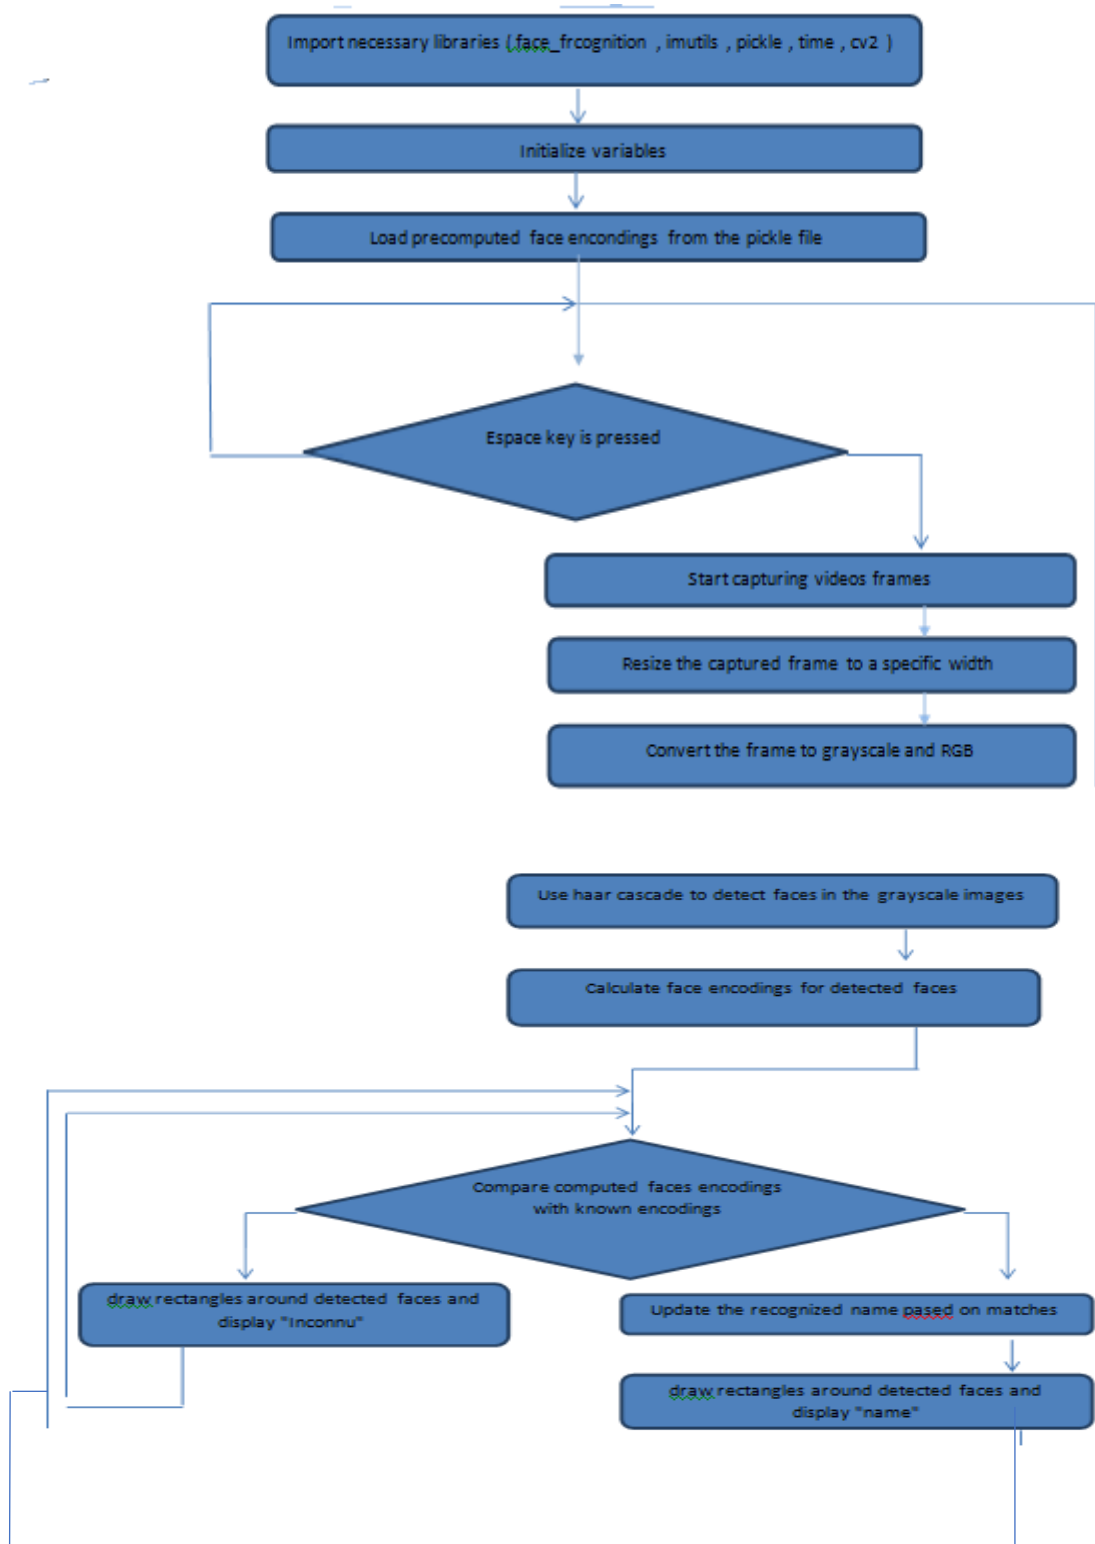 Import necessary libraries ( face_frcognition , imutils , pickle , time , cv2 )
Initialize variables
Load precomputed face encondings from the pickle file
Espace key is pressed
Start capturing videos frames
Resize the captured frame to a specific width
Convert the frame to grayscale and RGB
Use haar cascade to detect faces in the grayscale images
Calculate face encodings for detected faces
Compare computed faces encodings
with known encodings
draw rectangles around detected faces and
display "Inconnu"
Update the recognized name pased on matches
draw rectangles around detected faces and
display "name"